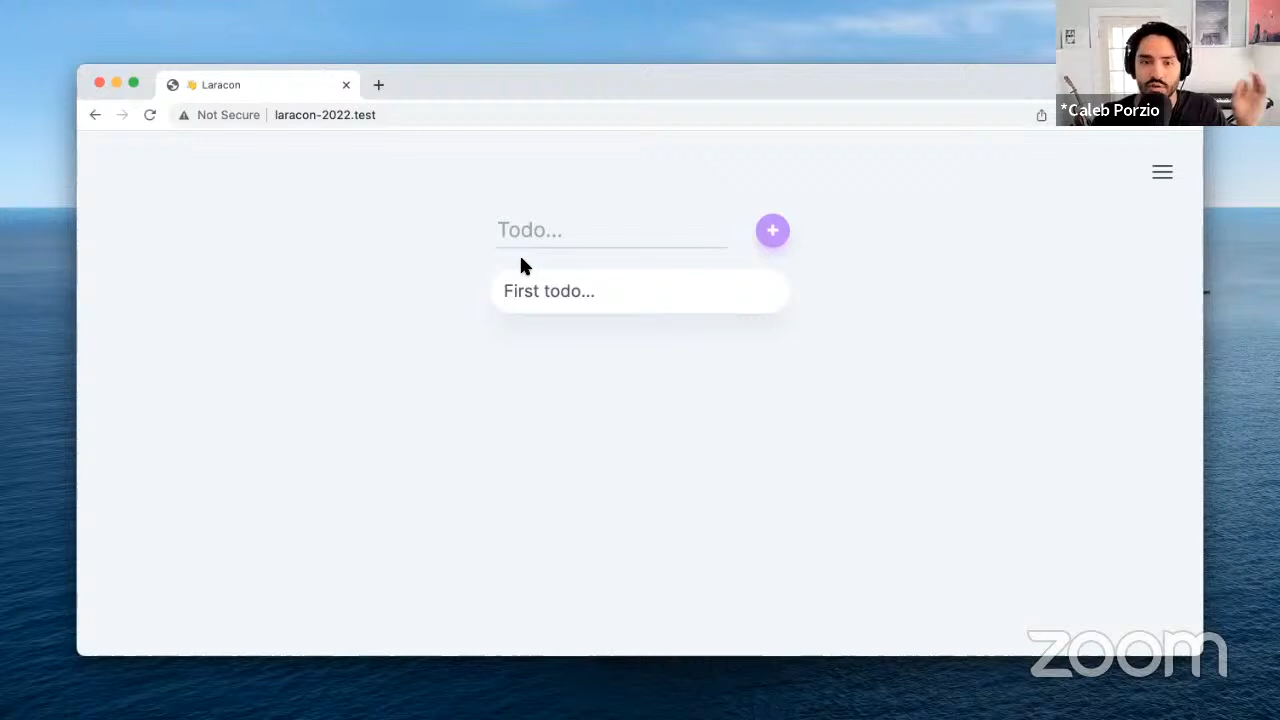 👋 Laracon
Not Secure | laracon-2022.test
*Caleb Porzio
Todo...
+
First todo...
zoom